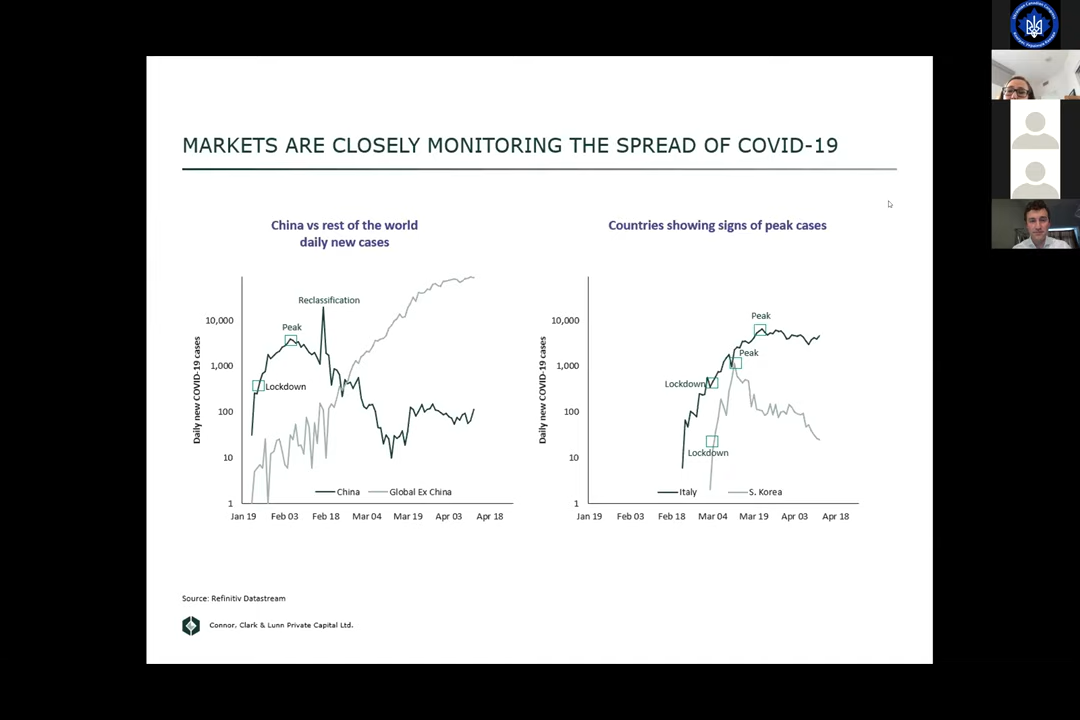 MARKETS ARE CLOSELY MONITORING THE SPREAD OF COVID-19
China vs rest of the world
daily new cases
Daily new COVID-19 cases
10,000
1,000
100
10
1
Reclassification
Peak
Lockdown
China
Global Ex China
Jan 19
Feb 03
Feb 18
Mar 04
Mar 19
Apr 03
Apr 18
Countries showing signs of peak cases
Daily new COVID-19 cases
10,000
1,000
100
10
1
Peak
Peak
Lockdown
Lockdown
Italy
S. Korea
Jan 19
Feb 03
Feb 18
Mar 04
Mar 19
Apr 03
Apr 18
Source: Refinitiv Datastream
Connor, Clark & Lunn Private Capital Ltd.